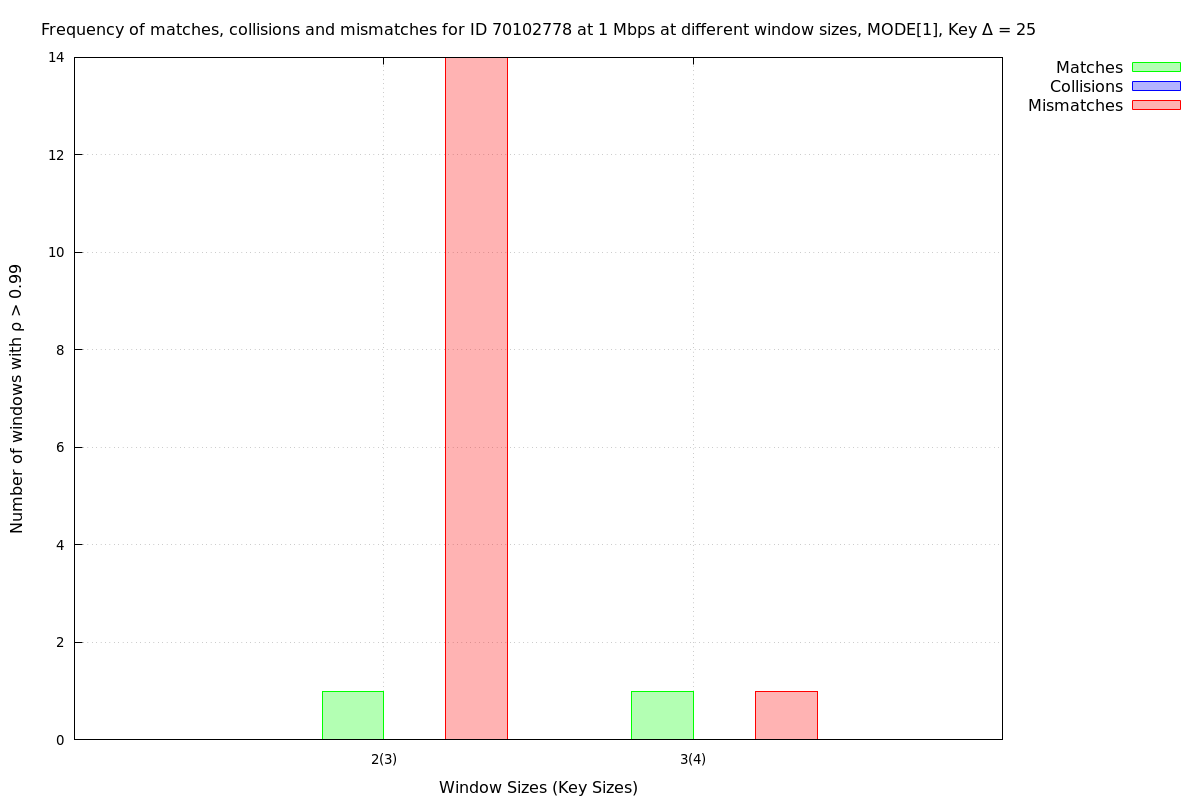 Frequency of matches, collisions and mismatches for ID 70102778 at 1 Mbps at different window sizes, MODE[1], Key Δ = 25
Matches
Collisions
Mismatches
Number of windows with ρ > 0.99
14
12
10
8
6
4
2
0
2(3)
3(4)
Window Sizes (Key Sizes)